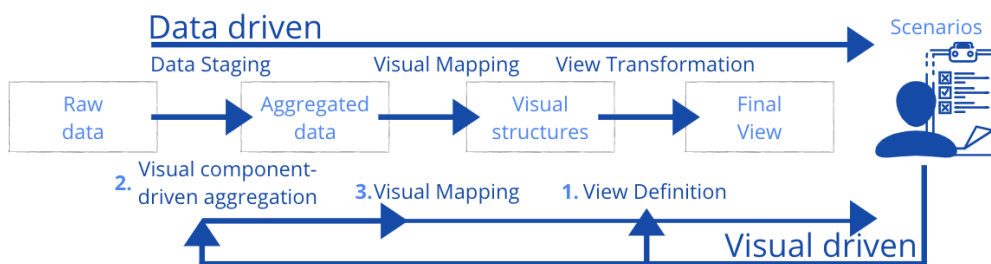 Data driven
Scenarios
Data Staging
Visual Mapping
View Transformation
Raw
data
Aggregated
data
Visual
structures
Final
View
2. Visual component-
driven aggregation
3. Visual Mapping
1. View Definition
Visual driven